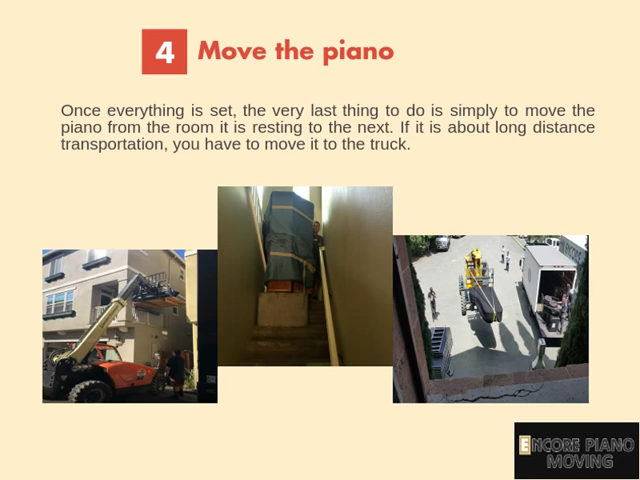 4 Move the piano
Once everything is set, the very last thing to do is simply to move the
piano from the room it is resting to the next. If it is about long distance
transportation, you have to move it to the truck.
ENCORE PIANO
MOVING